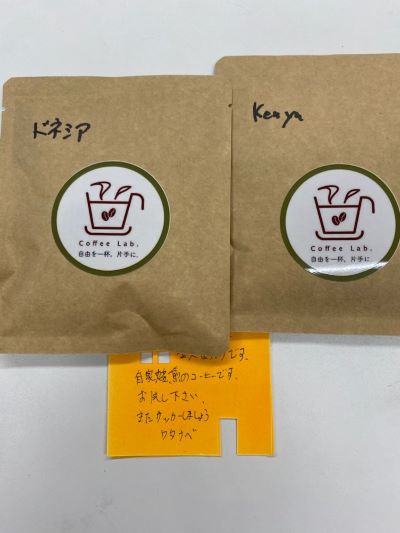 ドネシア
Coffee Lab.
自由を一杯、片手に。
Kenya
Coffee Lab.
自由を一杯、片手に
です、
自家焙煎のコーヒーです、
お試し下さい、
またサッカーしましょう
ワタナベ